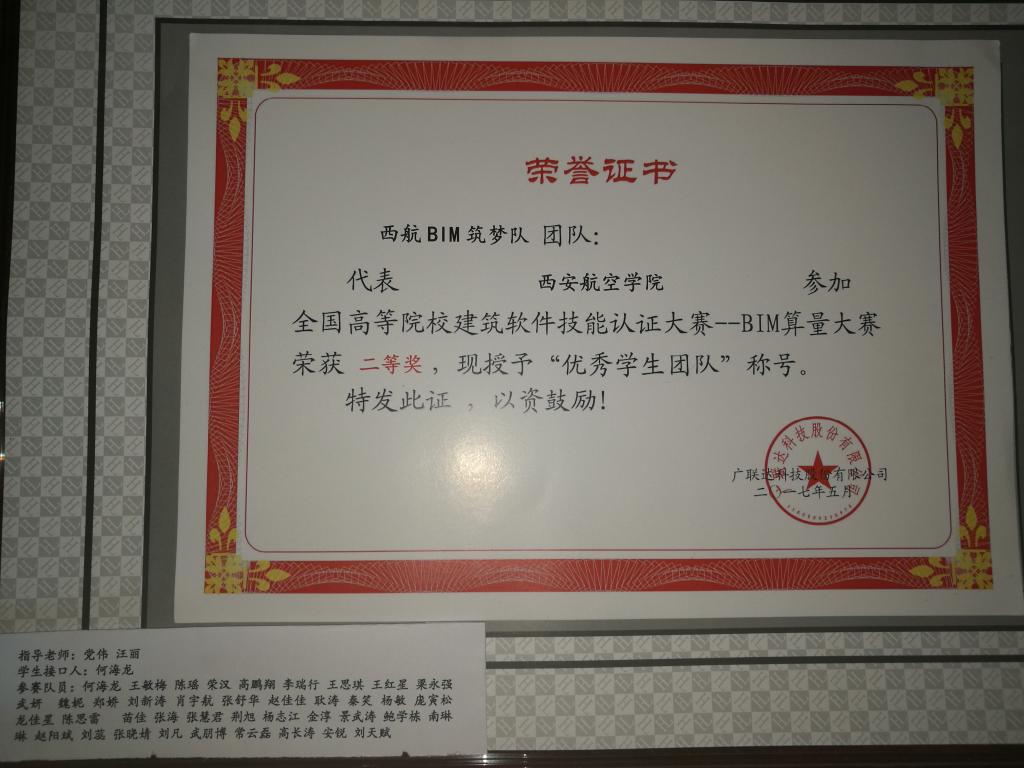 荣誉证书
西航BIM筑梦队 团队：
代表 西安航空学院 参加
全国高等院校建筑软件技能认证大赛--BIM算量大赛
荣获 二等奖 ，现授予“优秀学生团队”称号。
特发此证 ，以资鼓励！
广联达科技股份有限公司
二〇一七年五月
指导老师：党伟 汪丽
学生接口人：何海龙
参赛队员：何海龙 王敏梅 陈瑶 荣汉 高鹏翔 李瑞行 王思琪 王红星 梁永强
武妍 魏妮 郑娇 刘新涛 肖宇航 张舒华 赵佳佳 耿涛 秦笑 杨敏 庞寅松
龙佳星 陈思雷 苗佳 张海 张慧君 荆旭 杨志江 金淳 景武涛 鲍学栋 南琳
琳 赵阳斌 刘蕊 张晓婧 刘凡 武朋博 常云磊 高长涛 安锐 刘天赋